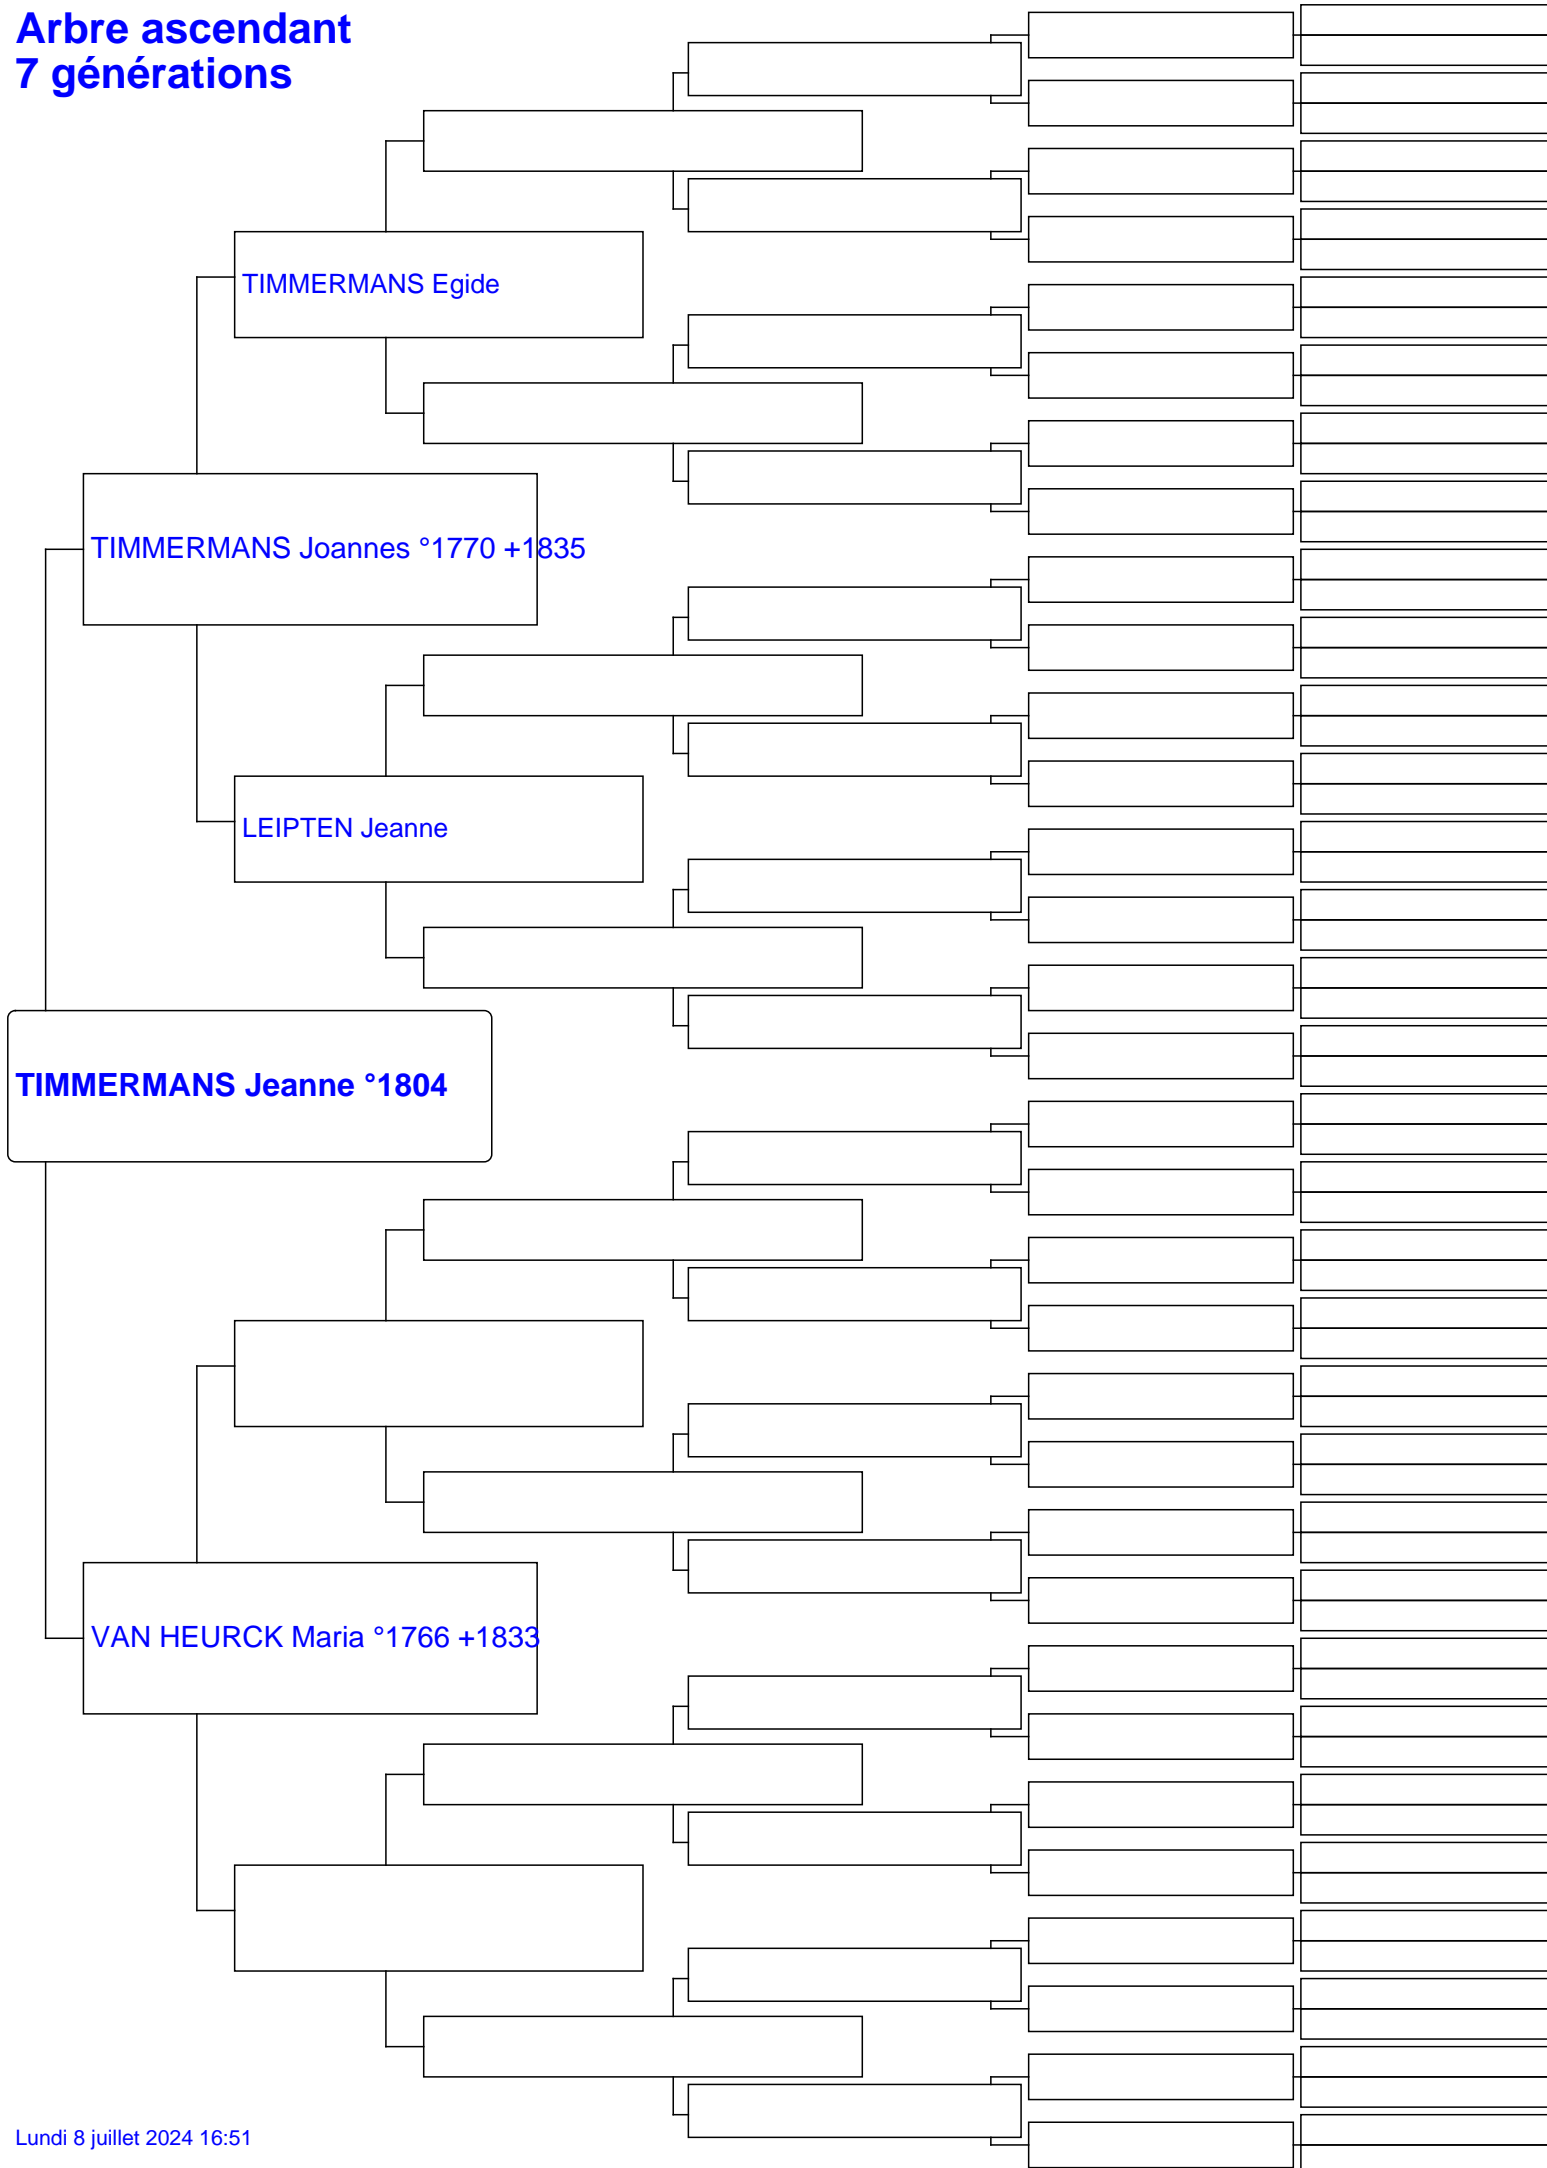 Arbre ascendant
7 générations
TIMMERMANS Egide
TIMMERMANS Joannes °1770 +1835
LEIPTEN Jeanne
TIMMERMANS Jeanne °1804
VAN HEURCK Maria °1766 +1833
Lundi 8 juillet 2024 16:51